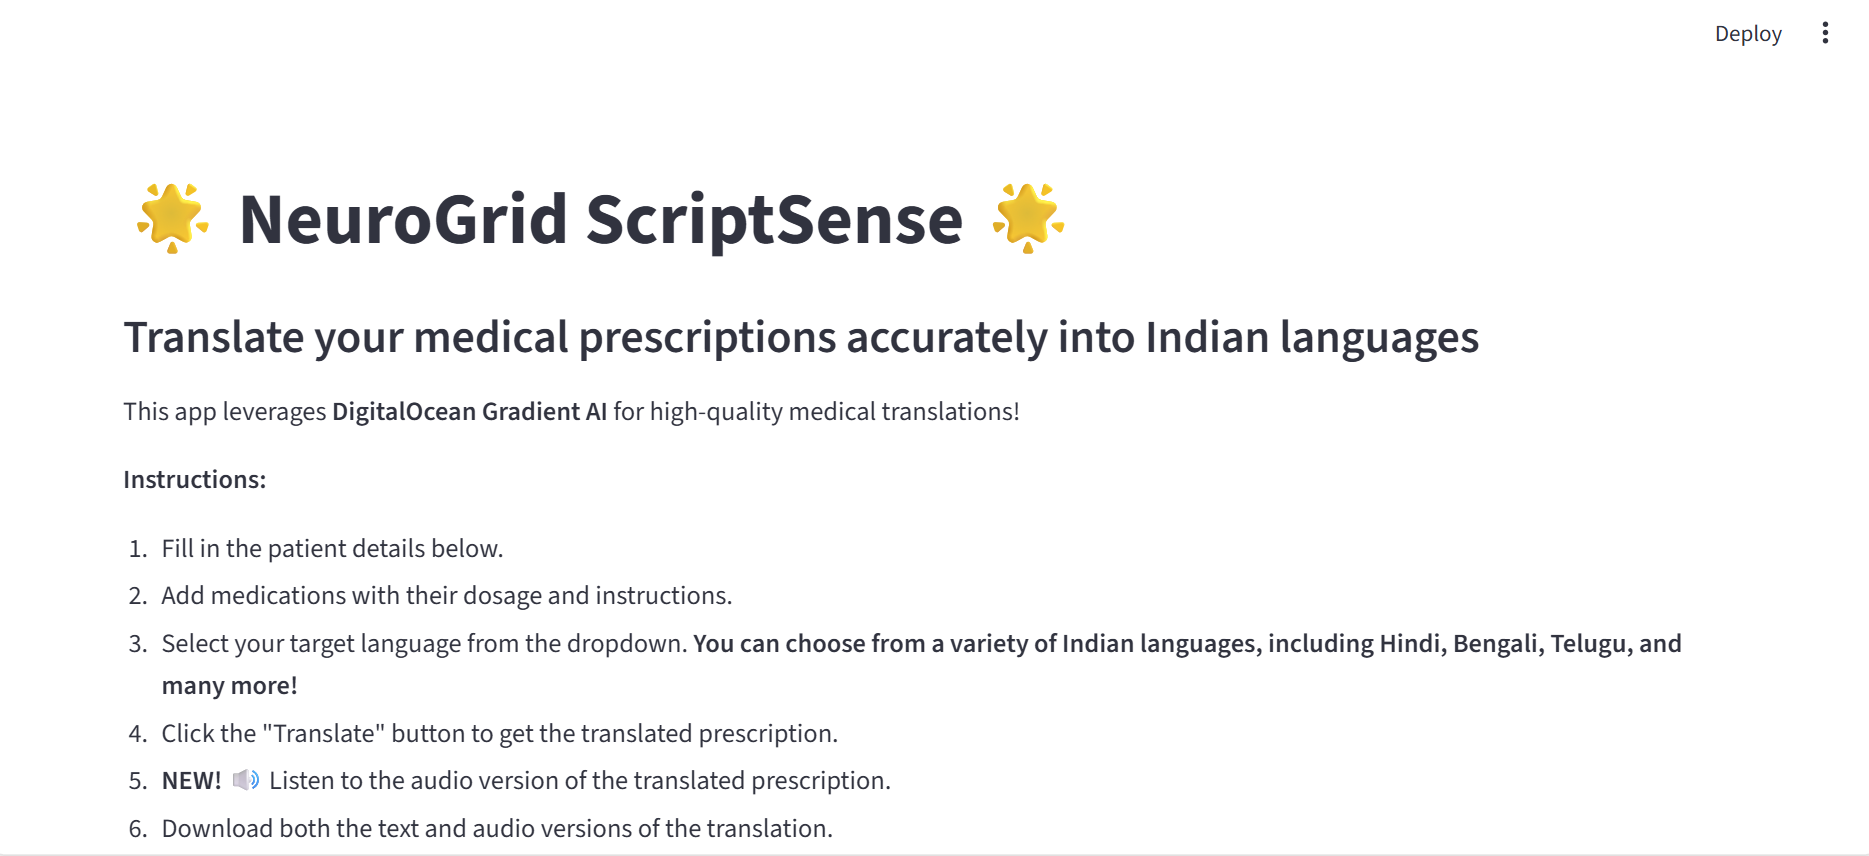 Deploy
NeuroGrid ScriptSense
Translate your medical prescriptions accurately into Indian languages
This app leverages DigitalOcean Gradient AI for high-quality medical translations!
Instructions:
1. Fill in the patient details below.
2. Add medications with their dosage and instructions.
3. Select your target language from the dropdown. You can choose from a variety of Indian languages, including Hindi, Bengali, Telugu, and
many more!
4. Click the "Translate" button to get the translated prescription.
5. NEW! 🔊 Listen to the audio version of the translated prescription.
6. Download both the text and audio versions of the translation.